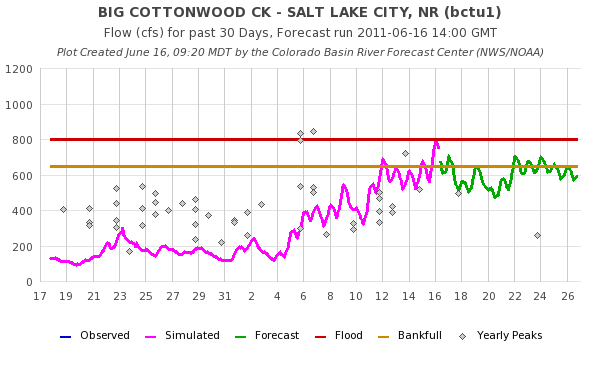 BIG COTTONWOOD CK - SALT LAKE CITY, NR (bctu1)
Flow (cfs) for past 30 Days, Forecast run 2011-06-16 14:00 GMT
Plot Created June 16, 09:20 MDT by the Colorado Basin River Forecast Center (NWS/NOAA)
1200
1000
800
600
400
200
0
17 19 21 23 25 27 29 31 2 4 6 8 10 12 14 16 18 20 22 24 26
Observed Simulated Forecast Flood Bankfull Yearly Peaks